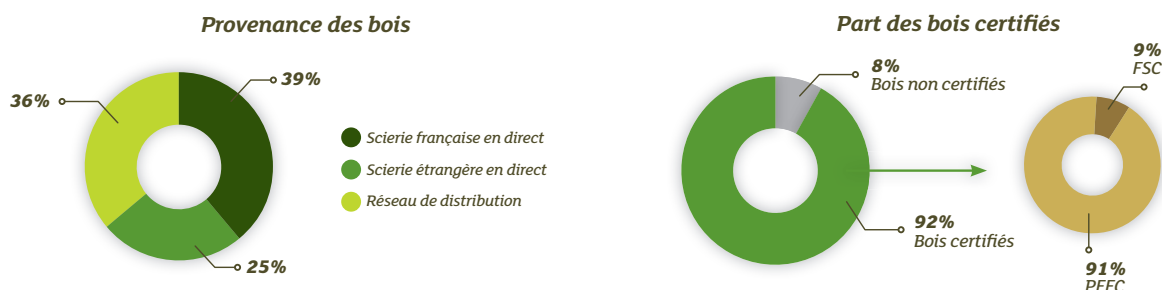 Provenance des bois
39%
36%
25%
Scierie française en direct
Scierie étrangère en direct
Réseau de distribution
Part des bois certifiés
8%
Bois non certifiés
92%
Bois certifiés
9%
FSC
91%
PEFC